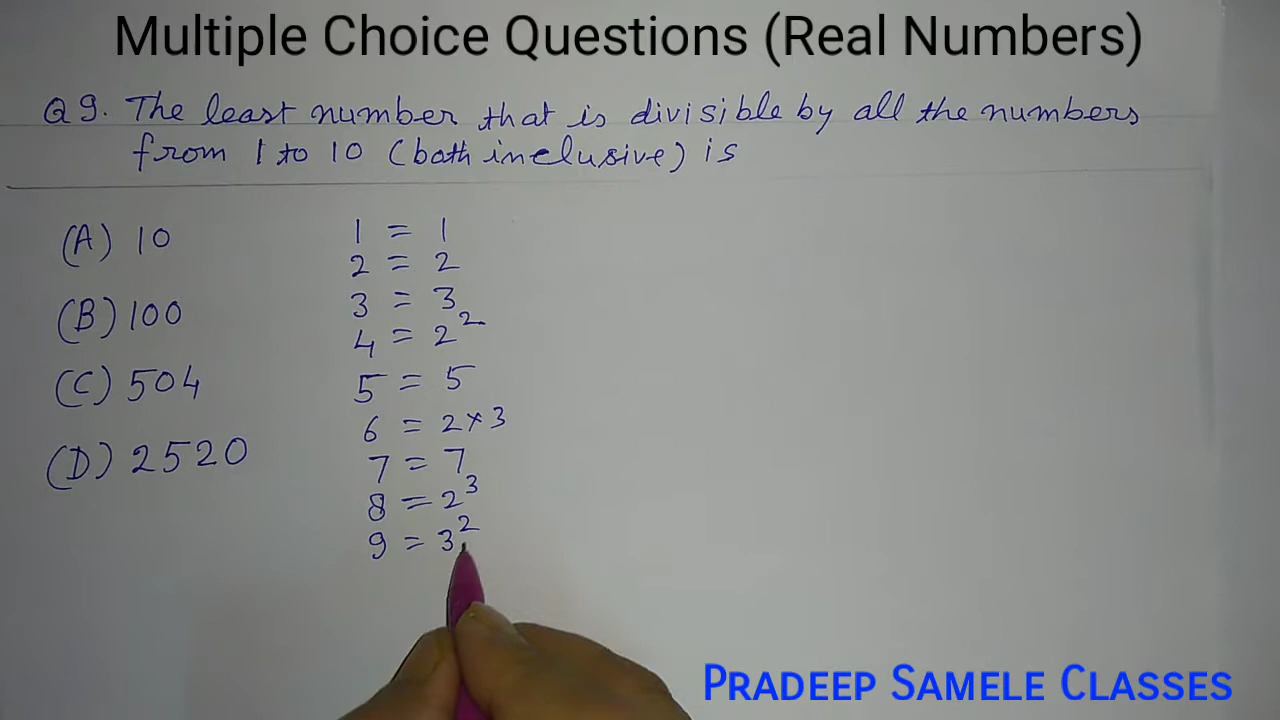 Multiple Choice Questions (Real Numbers)
Q 9. The least number that is divisible by all the numbers
from 1 to 10 (both inclusive) is
(A) 10
(B) 100
(C) 504
(D) 2520
1 = 1
2 = 2
3 = 3
4 = 2²
5 = 5
6 = 2 × 3
7 = 7
8 = 2³
9 = 3²
PRADEEP SAMELE CLASSES